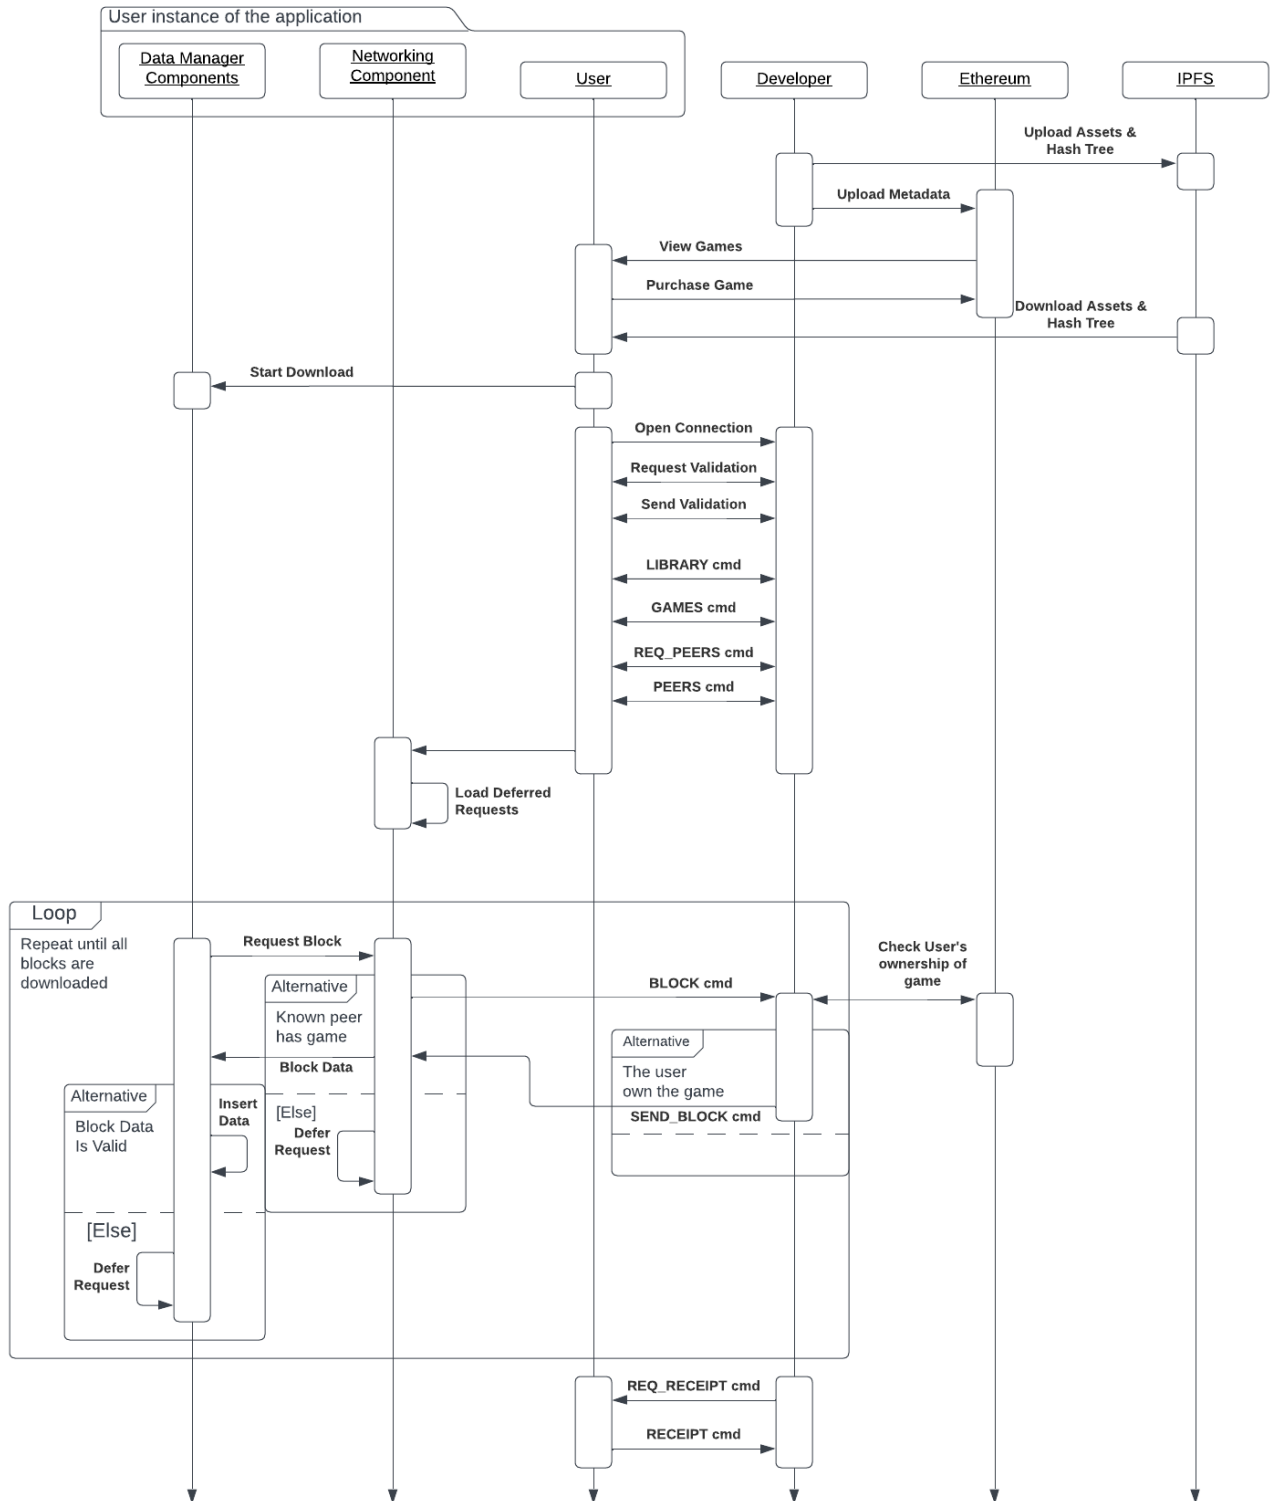 User instance of the application
Data Manager
Components
Networking
Component
User
Developer
Ethereum
IPFS
Upload Assets &
Hash Tree
Upload Metadata
View Games
Purchase Game
Download Assets &
Hash Tree
Start Download
Open Connection
Request Validation
Send Validation
LIBRARY cmd
GAMES cmd
REQ_PEERS cmd
PEERS cmd
Load Deferred
Requests
Loop
Repeat until all
blocks are
downloaded
Request Block
Check User's
ownership of
game
Alternative
Known peer
has game
BLOCK cmd
Alternative
The user
own the game
Block Data
SEND_BLOCK cmd
Alternative
Block Data
Is Valid
Insert
Data
[Else]
Defer
Request
[Else]
Defer
Request
REQ_RECEIPT cmd
RECEIPT cmd